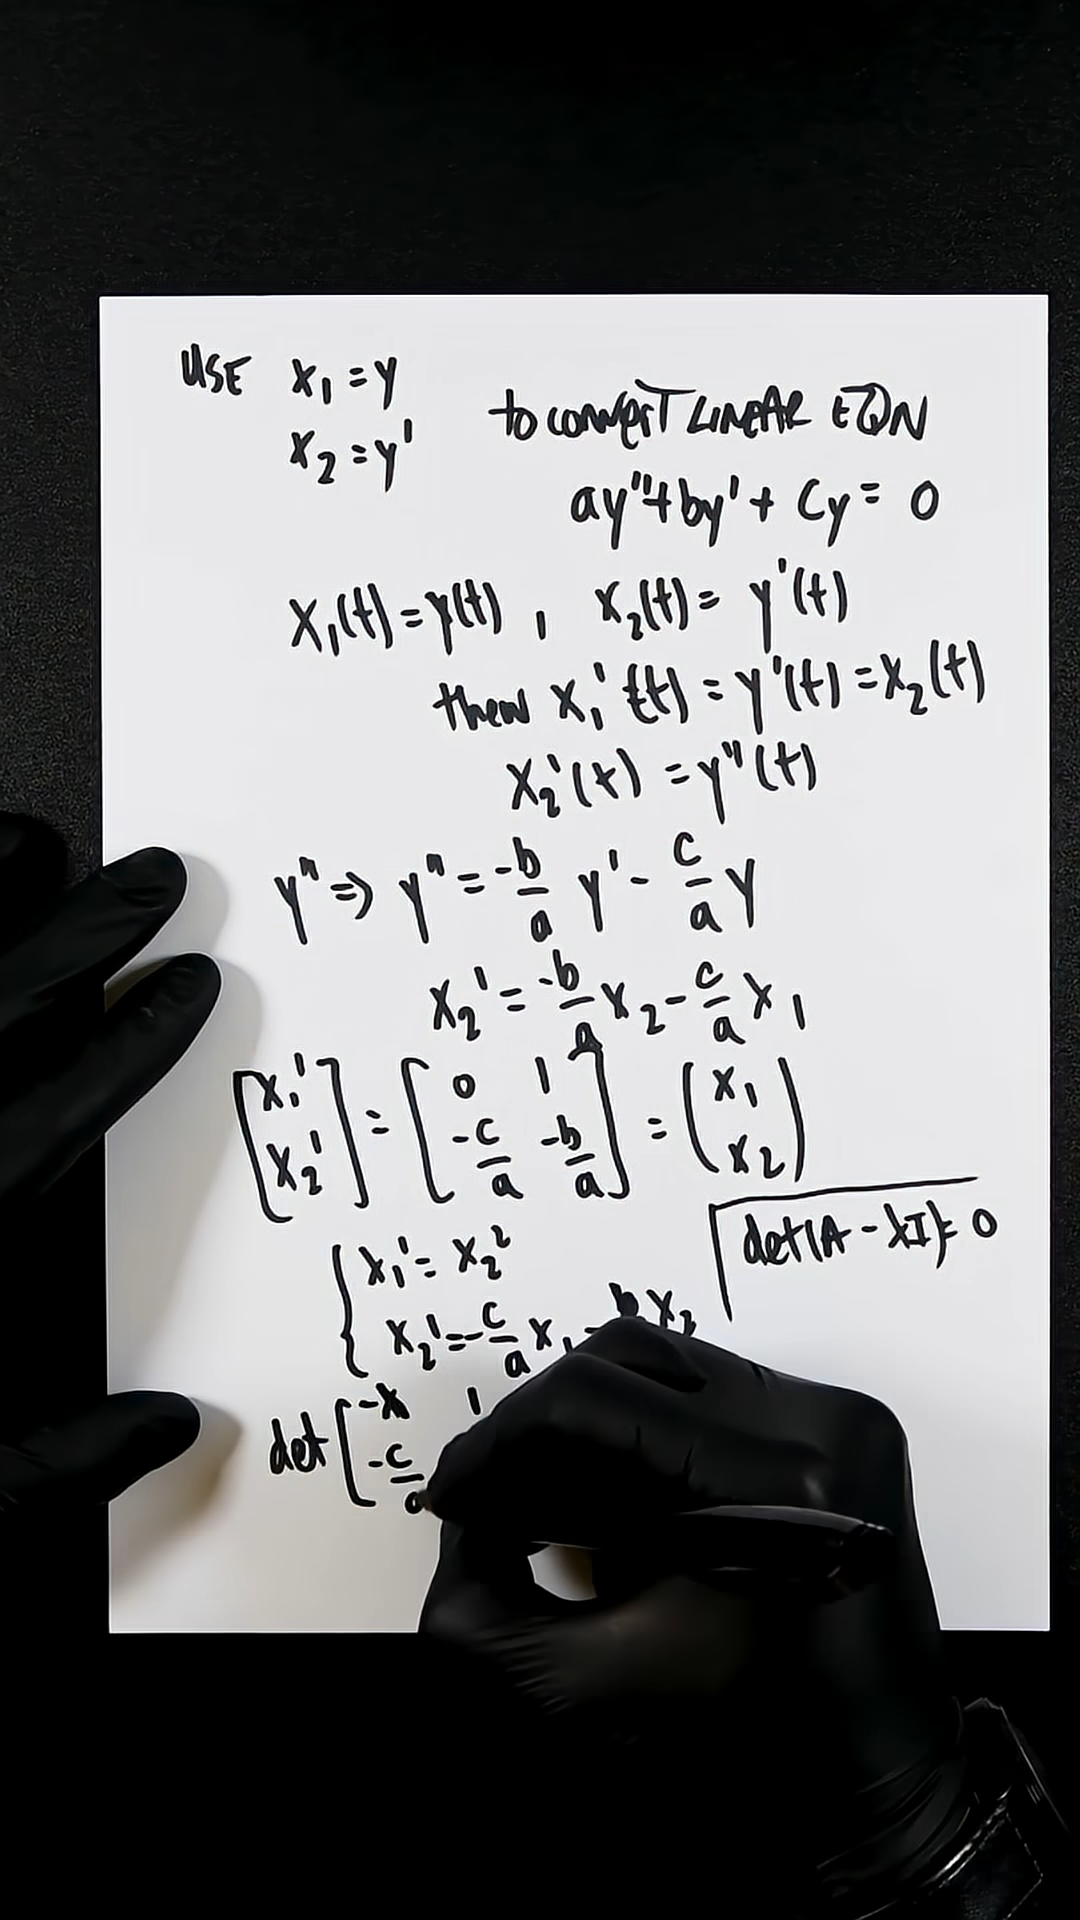 USE x₁ = y
x₂ = y'
to convert LINEAR EQN
ay'' + by' + cy = 0
x₁(t) = y(t), x₂(t) = y'(t)
then x₁'(t) = y'(t) = x₂(t)
x₂'(t) = y''(t)
y'' => y'' = -b/a y' - c/a y
x₂' = -b/a x₂ - c/a x₁
[x₁' x₂'] = [0 1 -c/a -b/a] = (x₁ x₂)
det(A - λI) = 0
{ x₁' = x₂²
x₂' = -c/a x₁ - b x₂
det [-λ 1
-c/a